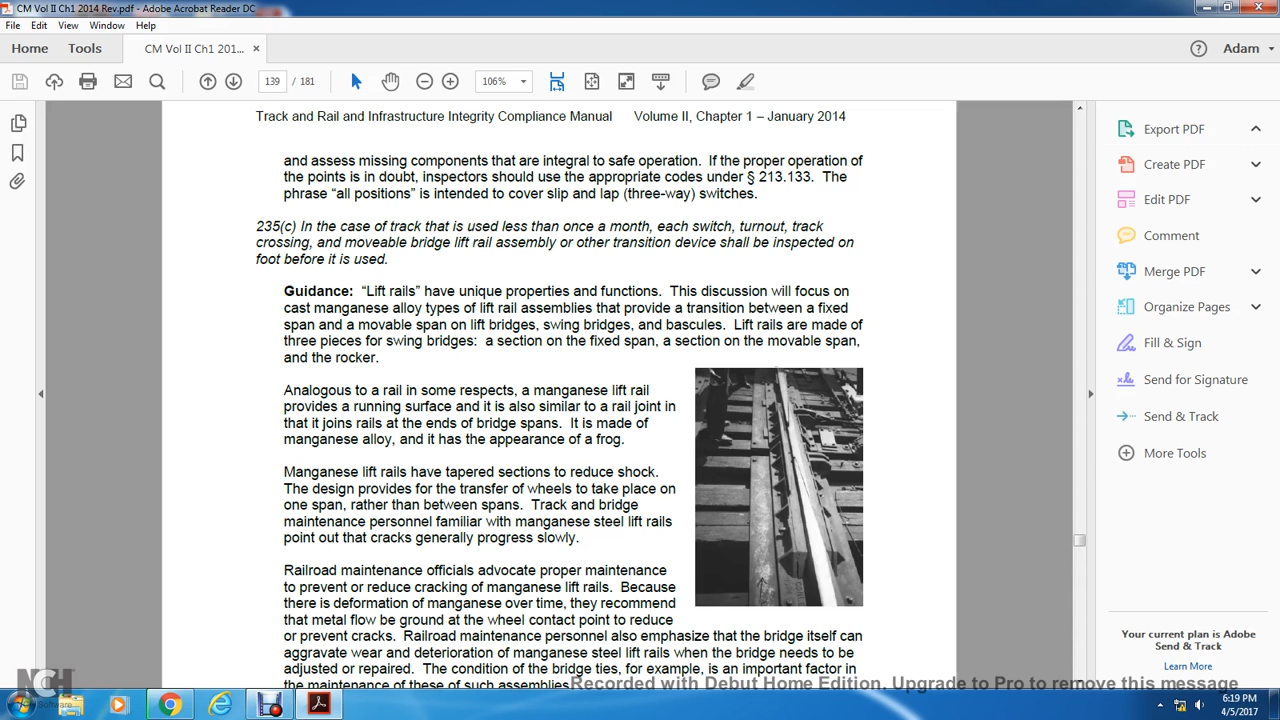 CM Vol II Ch1 2014 Rev.pdf - Adobe Acrobat Reader DC
File Edit View Window Help
Home Tools CM Vol II Ch1 201... × Adam
139 / 181 106%
Track and Rail and Infrastructure Integrity Compliance Manual Volume II, Chapter 1 – January 2014
and assess missing components that are integral to safe operation. If the proper operation of
the points is in doubt, inspectors should use the appropriate codes under § 213.133. The
phrase “all positions” is intended to cover slip and lap (three-way) switches.
235(c) In the case of track that is used less than once a month, each switch, turnout, track
crossing, and moveable bridge lift rail assembly or other transition device shall be inspected on
foot before it is used.
Guidance: “Lift rails” have unique properties and functions. This discussion will focus on
cast manganese alloy types of lift rail assemblies that provide a transition between a fixed
span and a movable span on lift bridges, swing bridges, and bascules. Lift rails are made of
three pieces for swing bridges: a section on the fixed span, a section on the movable span,
and the rocker.
Analogous to a rail in some respects, a manganese lift rail
provides a running surface and it is also similar to a rail joint in
that it joins rails at the ends of bridge spans. It is made of
manganese alloy, and it has the appearance of a frog.
Manganese lift rails have tapered sections to reduce shock.
The design provides for the transfer of wheels to take place on
one span, rather than between spans. Track and bridge
maintenance personnel familiar with manganese steel lift rails
point out that cracks generally progress slowly.
Railroad maintenance officials advocate proper maintenance
to prevent or reduce cracking of manganese lift rails. Because
there is deformation of manganese over time, they recommend
that metal flow be ground at the wheel contact point to reduce
or prevent cracks. Railroad maintenance personnel also emphasize that the bridge itself can
aggravate wear and deterioration of manganese steel lift rails when the bridge needs to be
adjusted or repaired. The condition of the bridge ties, for example, is an important factor in
the maintenance of these of such assemblies
Export PDF
Create PDF
Edit PDF
Comment
Merge PDF
Organize Pages
Fill & Sign
Send for Signature
Send & Track
More Tools
Your current plan is Adobe
Send & Track
Learn More
Recorded with Debut Home Edition. Upgrade to Pro to remove this message
NCH
Software
6:19 PM
4/5/2017